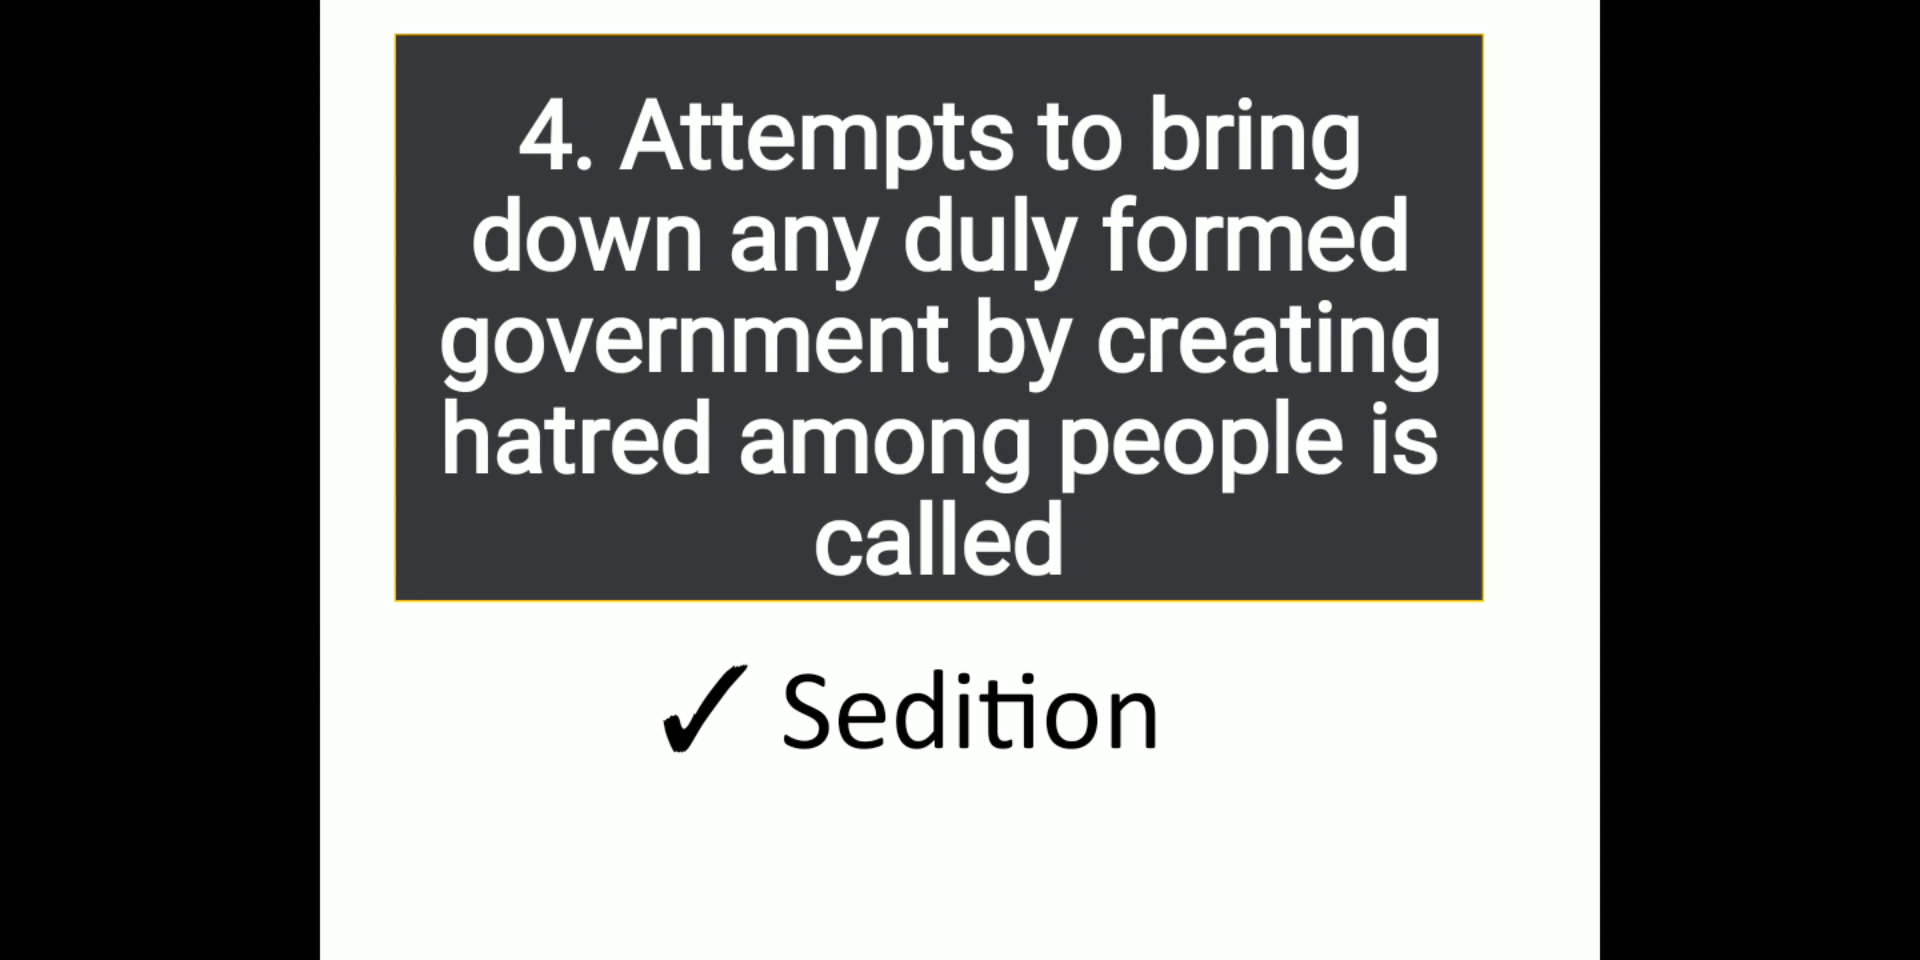 4. Attempts to bring
down any duly formed
government by creating
hatred among people is
called
✓ Sedition